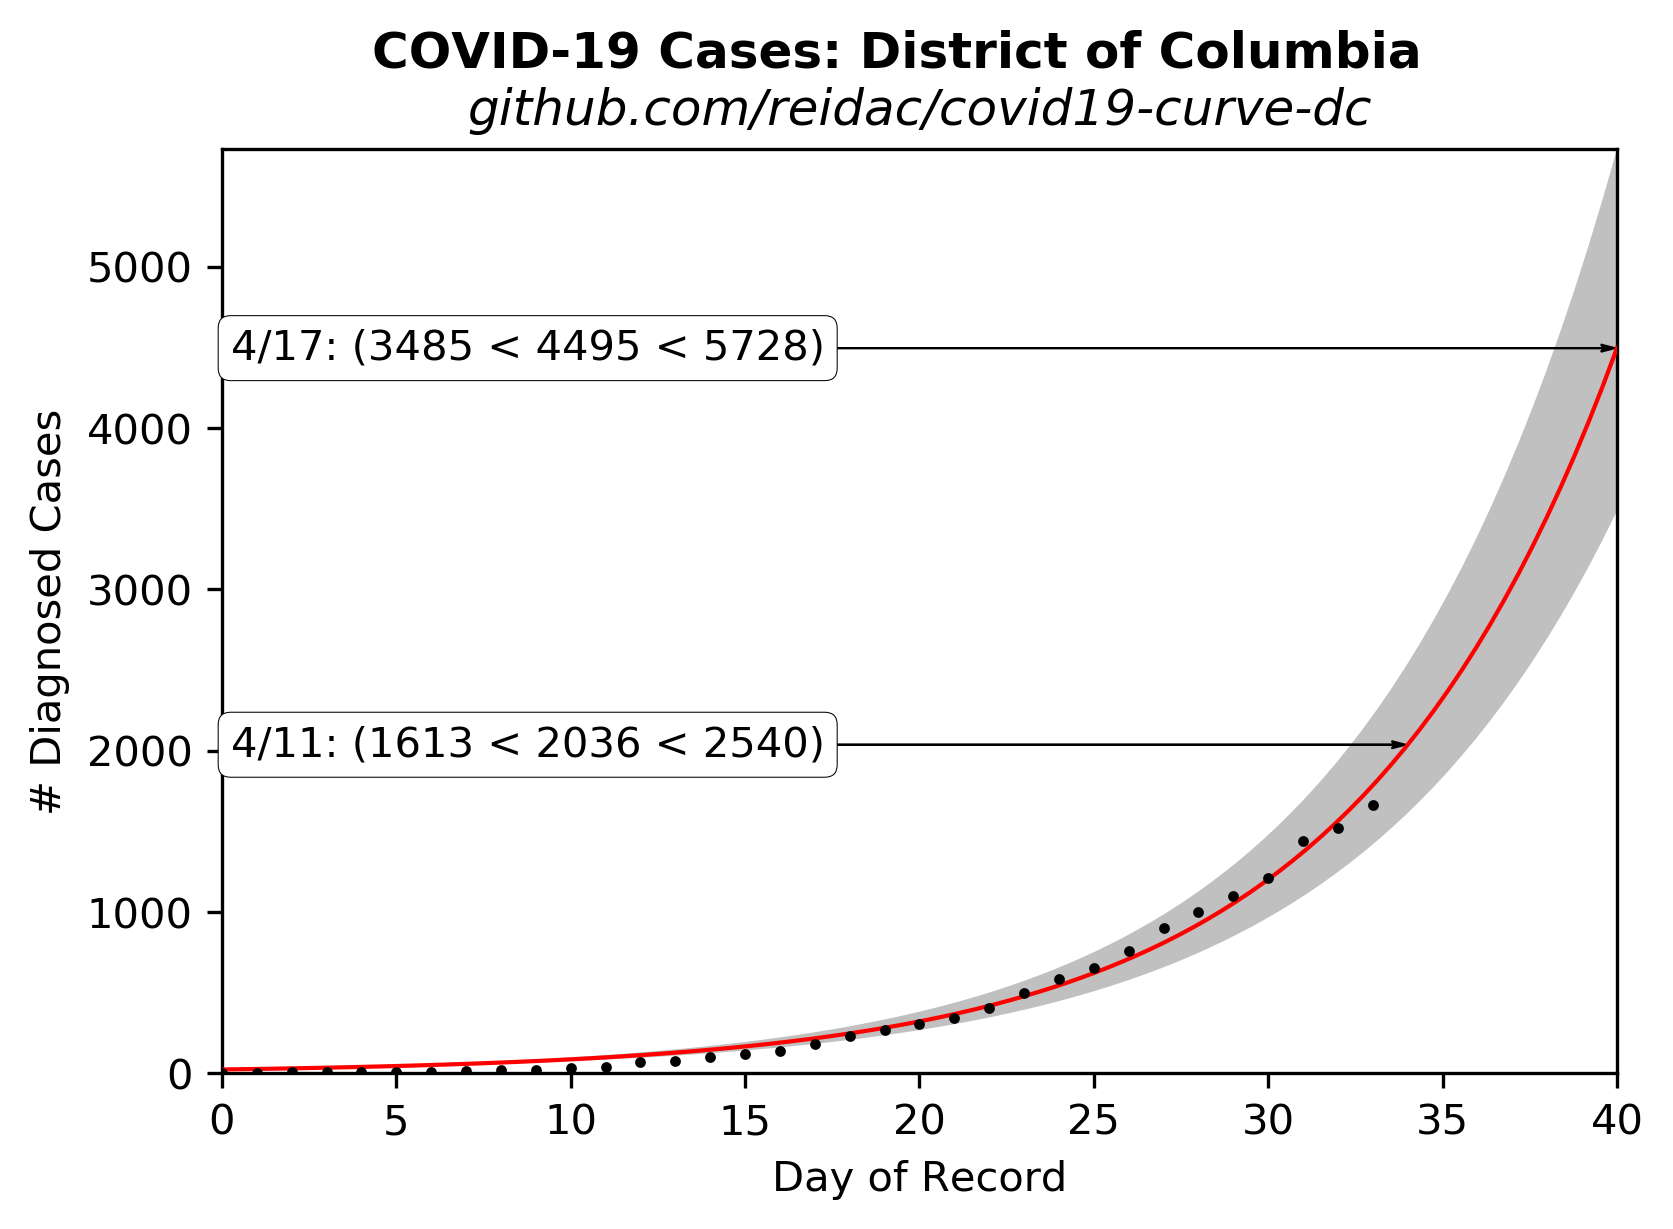 COVID-19 Cases: District of Columbia
github.com/reidac/covid19-curve-dc
# Diagnosed Cases
5000
4/17: (3485 < 4495 < 5728)
4000
3000
4/11: (1613 < 2036 < 2540)
2000
1000
0
0 5 10 15 20 25 30 35 40
Day of Record